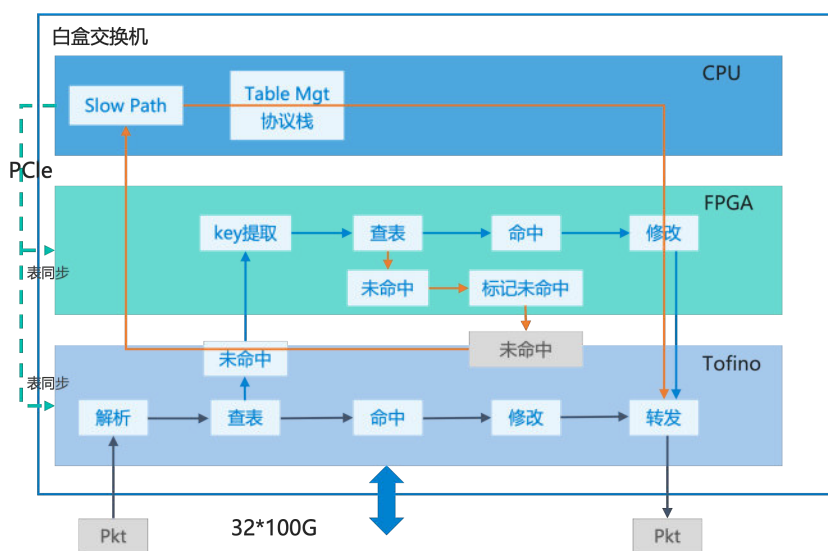 白盒交换机
CPU
Slow Path
Table Mgt
协议栈
PCIe
FPGA
key提取
查表
命中
修改
表同步
未命中
标记未命中
未命中
未命中
Tofino
表同步
解析
查表
命中
修改
转发
Pkt
32*100G
Pkt